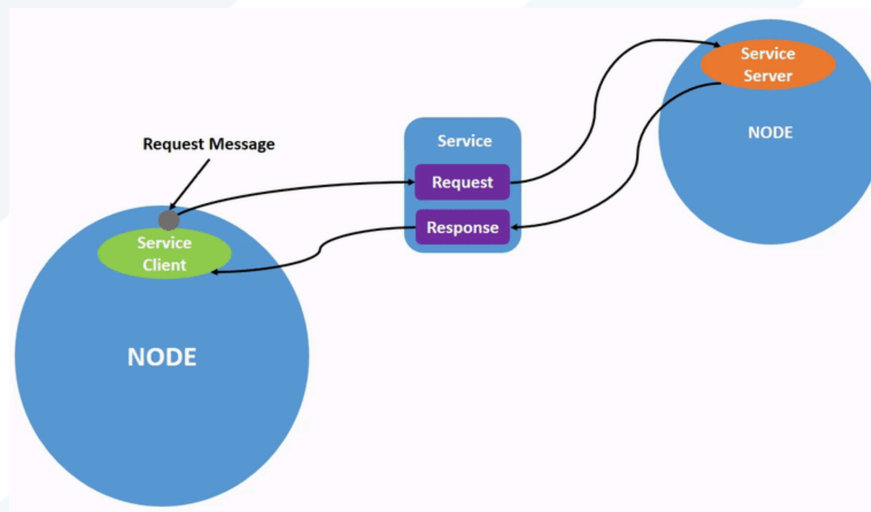 Service
Server
NODE
Request Message
Service
Request
Response
Service
Client
NODE